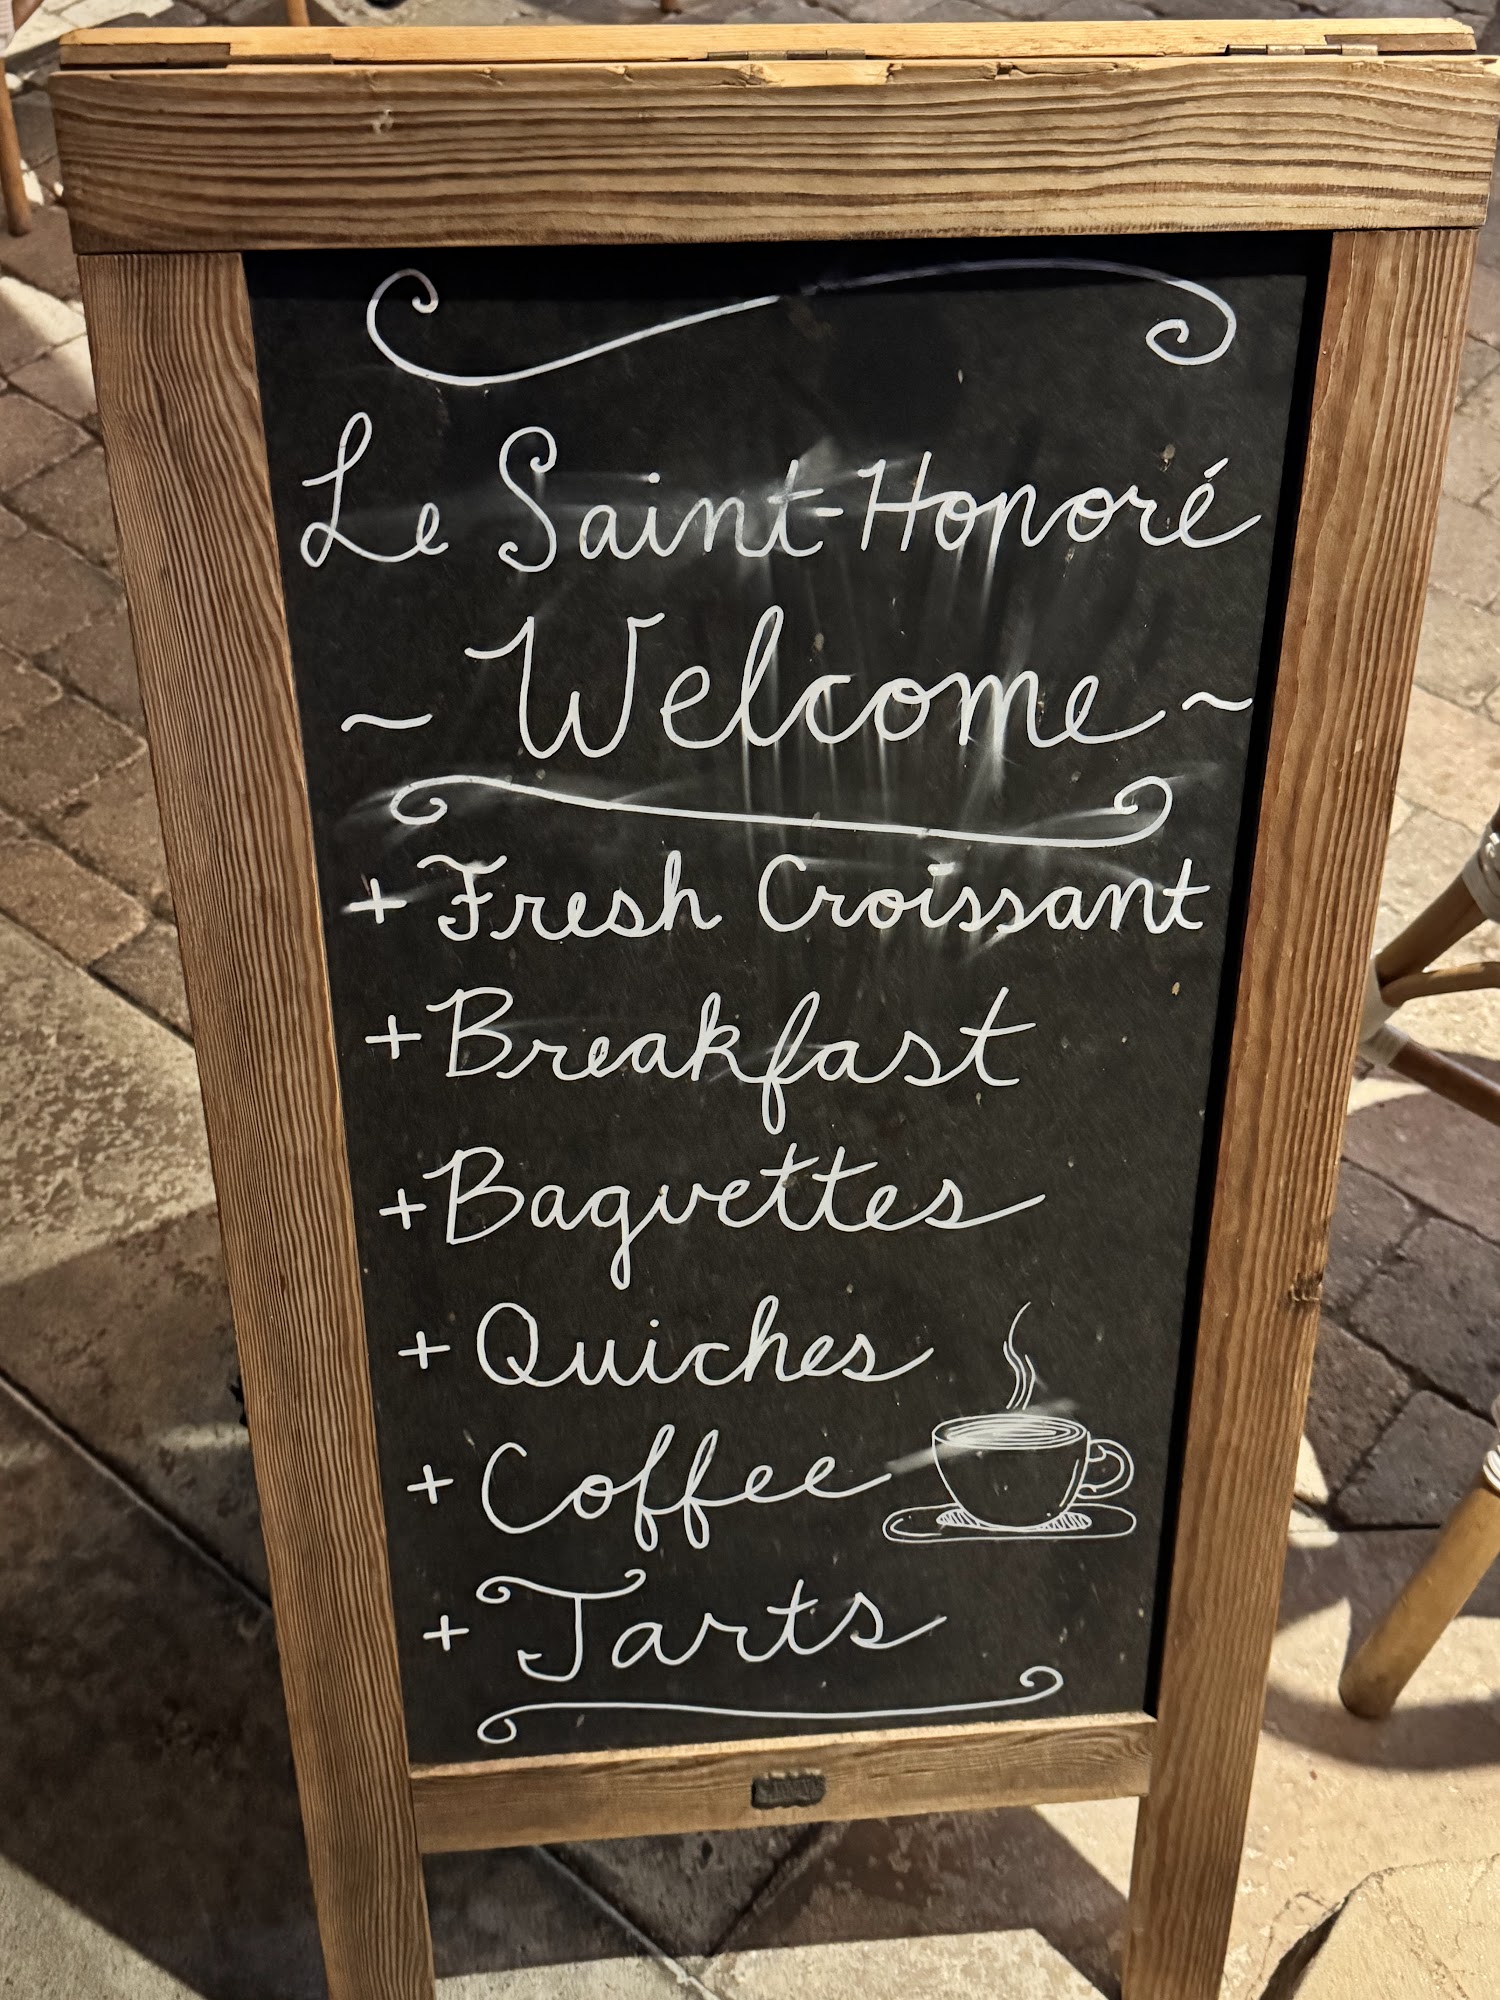 Le Saint-Honoré
~ Welcome ~
+ Fresh Croissant
+ Breakfast
+ Baguettes
+ Quiches
+ Coffee
+ Tarts